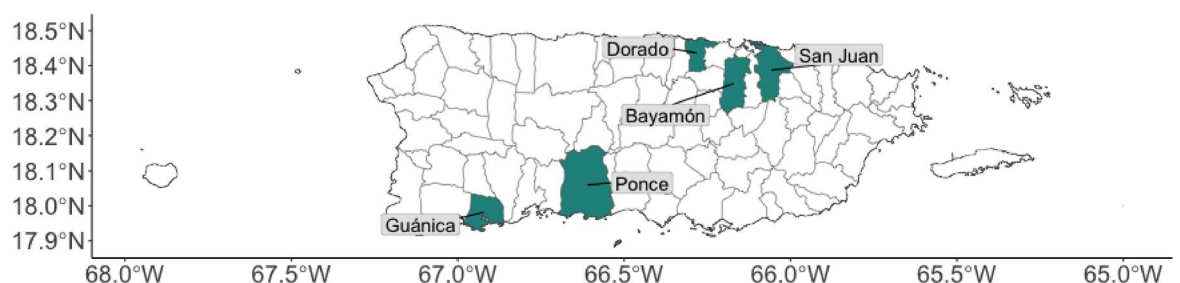 18.5°N
18.4°N
18.3°N
18.2°N
18.1°N
18.0°N
17.9°N
Dorado
San Juan
Bayamón
Ponce
Guánica
68.0°W 67.5°W 67.0°W 66.5°W 66.0°W 65.5°W 65.0°W